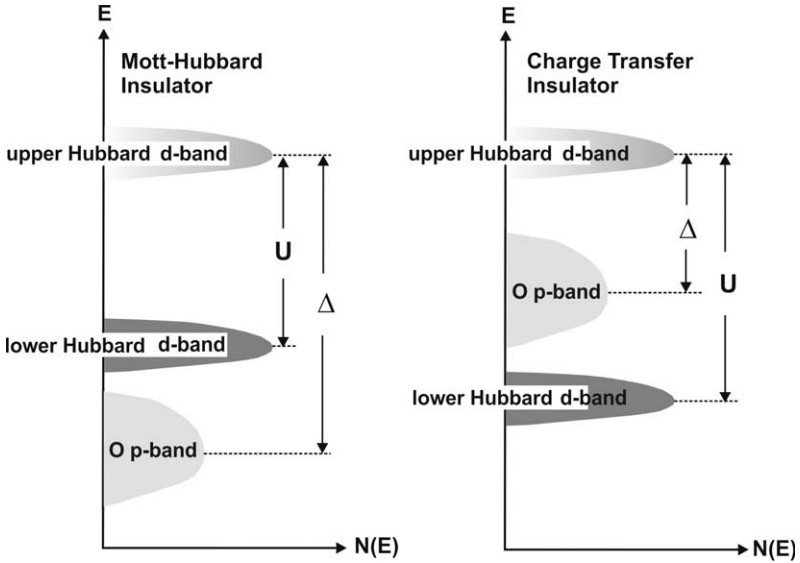 E
Mott-Hubbard
Insulator
upper Hubbard d-band
U
Δ
lower Hubbard d-band
O p-band
N(E)
E
Charge Transfer
Insulator
upper Hubbard d-band
Δ
O p-band
U
lower Hubbard d-band
N(E)